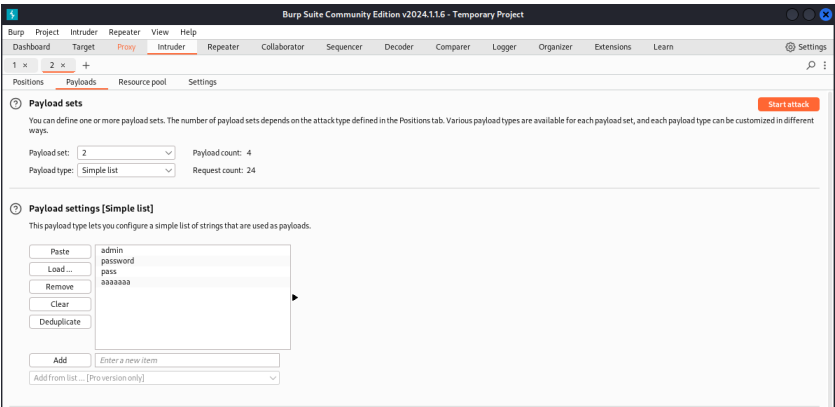 Burp Suite Community Edition v2024.1.1.6 - Temporary Project
Burp Project Intruder Repeater View Help
Dashboard Target Proxy Intruder Repeater Collaborator Sequencer Decoder Comparer Logger Organizer Extensions Learn Settings
1 × 2 × +
Positions Payloads Resource pool Settings
? Payload sets Start attack
You can define one or more payload sets. The number of payload sets depends on the attack type defined in the Positions tab. Various payload types are available for each payload set, and each payload type can be customized in different
ways.
Payload set: 2 Payload count: 4
Payload type: Simple list Request count: 24
? Payload settings [Simple list]
This payload type lets you configure a simple list of strings that are used as payloads.
Paste admin
password
Load ... pass
Remove aaaaaaa
Clear
Deduplicate
Add Enter a new item
Add from list ... [Pro version only]